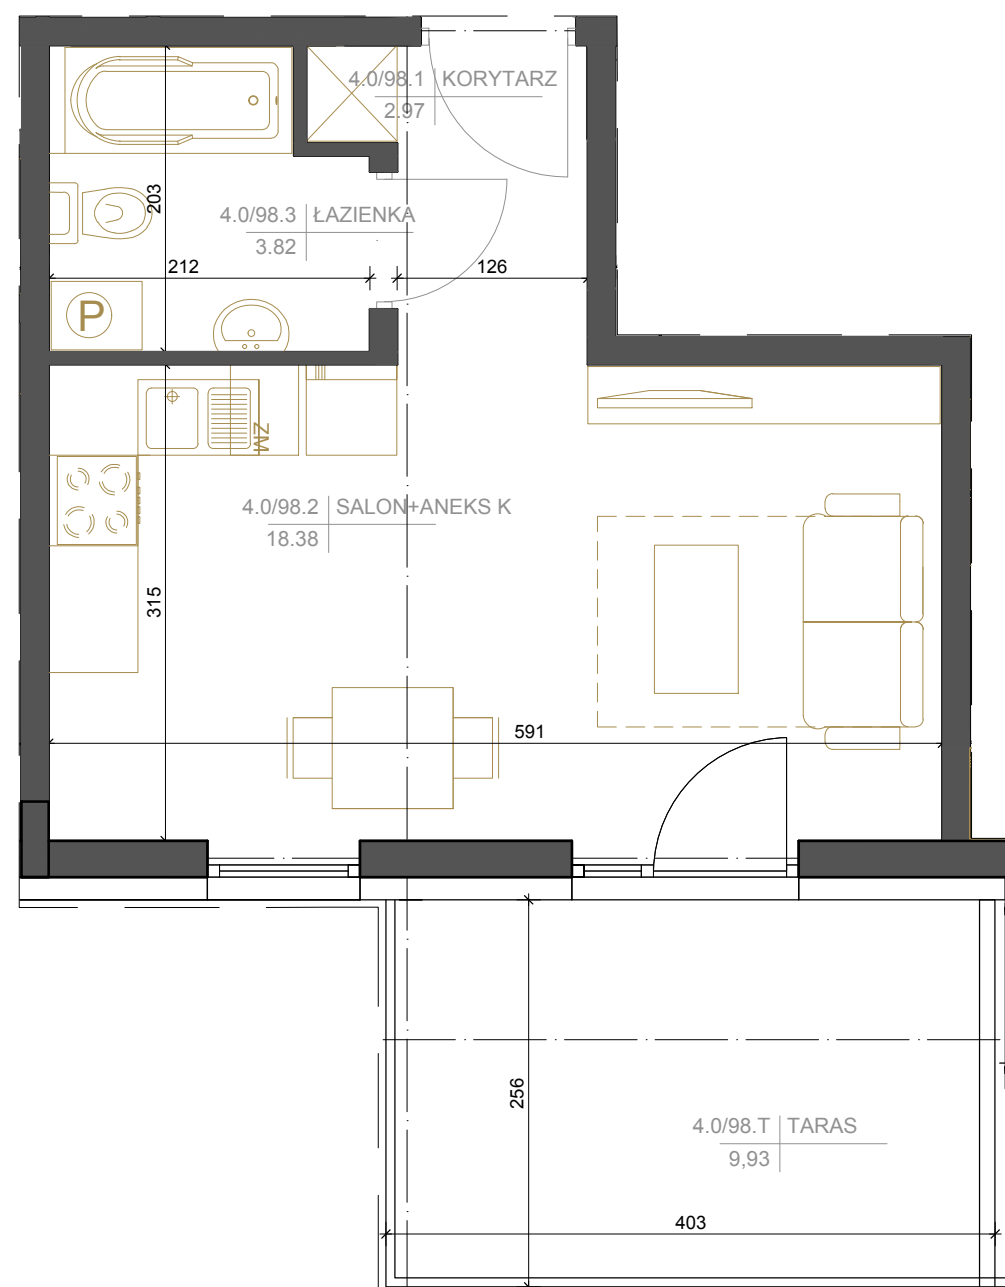 4.0/98.1 KORYTARZ
2.97
203
4.0/98.3 ŁAZIENKA
3.82
212
126
P
ZM
4.0/98.2 SALON+ANEKS K
18.38
315
591
256
4.0/98.T TARAS
9,93
403